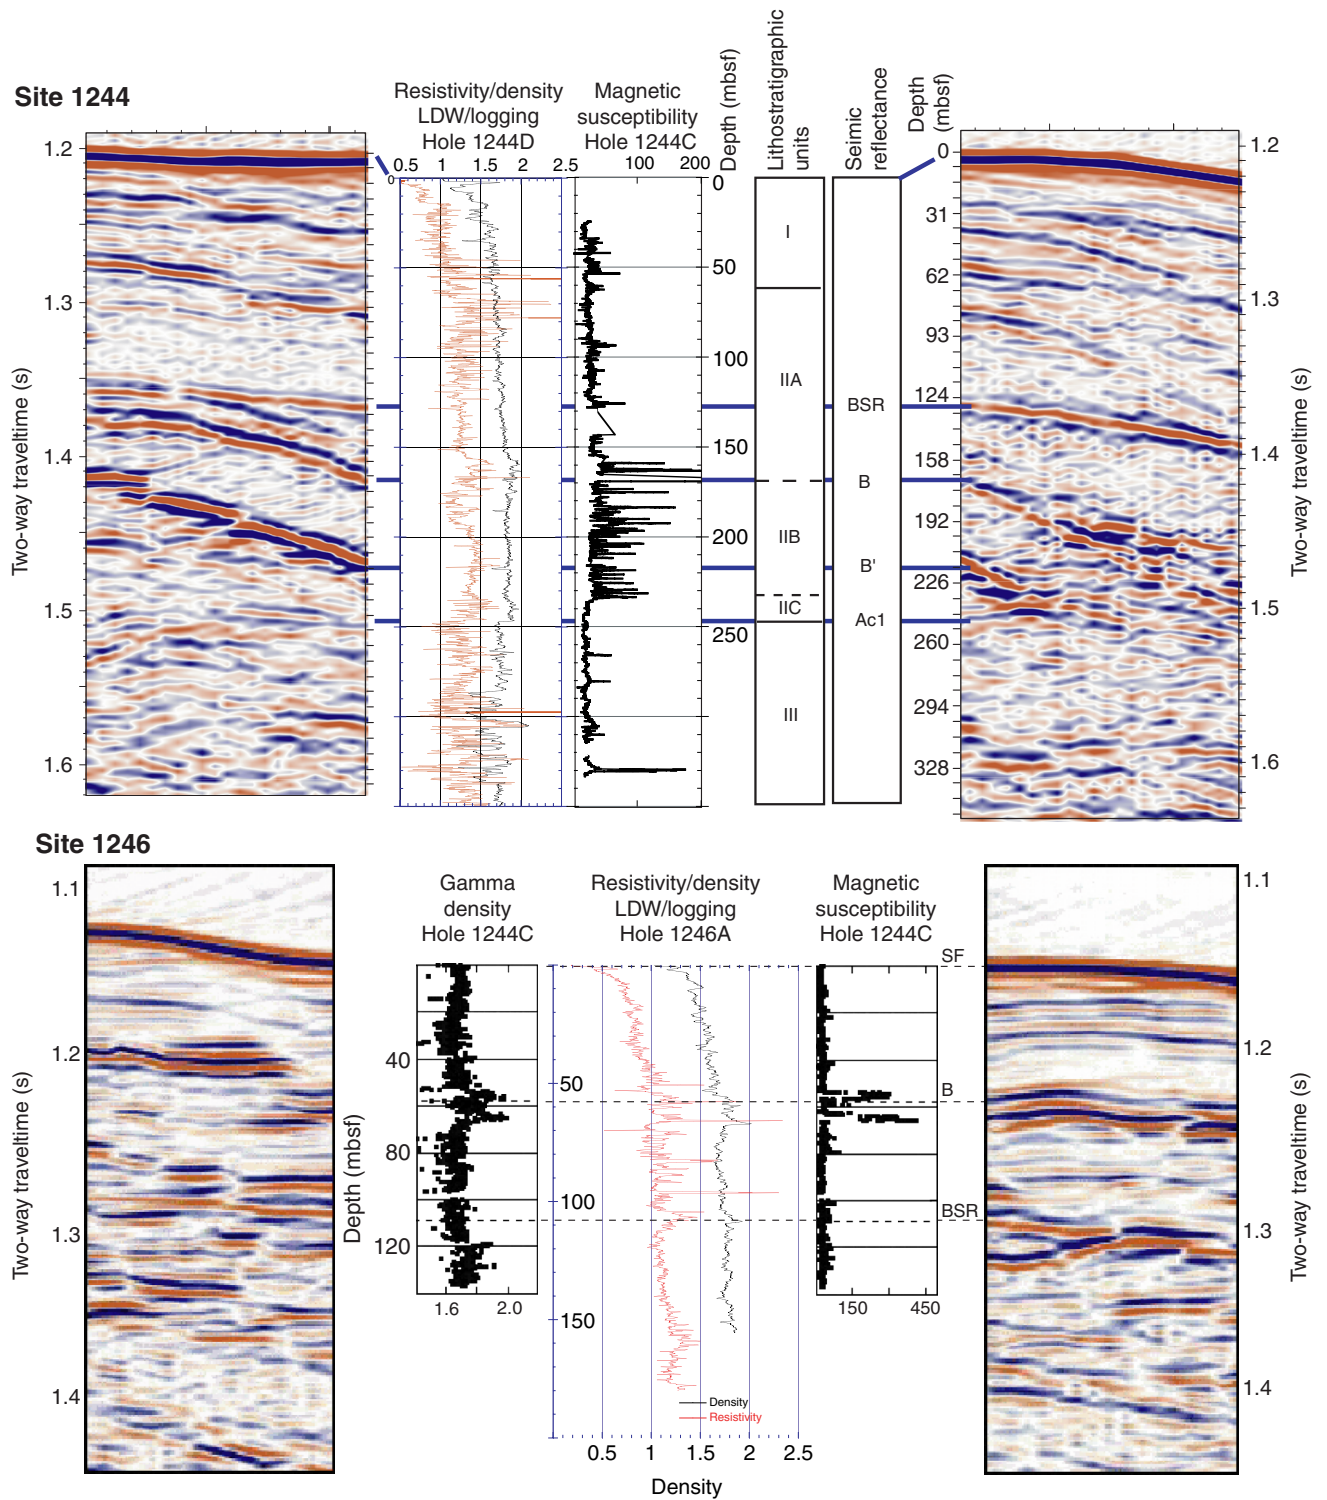 Site 1244
Resistivity/density
LDW/logging
Hole 1244D
Magnetic
susceptibility
Hole 1244C
Depth (mbsf)
Lithostratigraphic
units
Seimic
reflectance
Depth
(mbsf)
0.5 1 1.5 2 2.5
100 200
0
0
50
100
150
200
250
I
IIA
IIB
IIC
III
BSR
B
B'
Ac1
0
31
62
93
124
158
192
226
260
294
328
Two-way traveltime (s)
1.2
1.3
1.4
1.5
1.6
1.2
1.3
1.4
1.5
1.6
Two-way traveltime (s)
Site 1246
Gamma
density
Hole 1244C
Resistivity/density
LDW/logging
Hole 1246A
Magnetic
susceptibility
Hole 1244C
Two-way traveltime (s)
1.1
1.2
1.3
1.4
Depth (mbsf)
40
80
120
1.6 2.0
50
100
150
Density
Resistivity
0.5 1 1.5 2 2.5
Density
150 450
SF
B
BSR
1.1
1.2
1.3
1.4
Two-way traveltime (s)